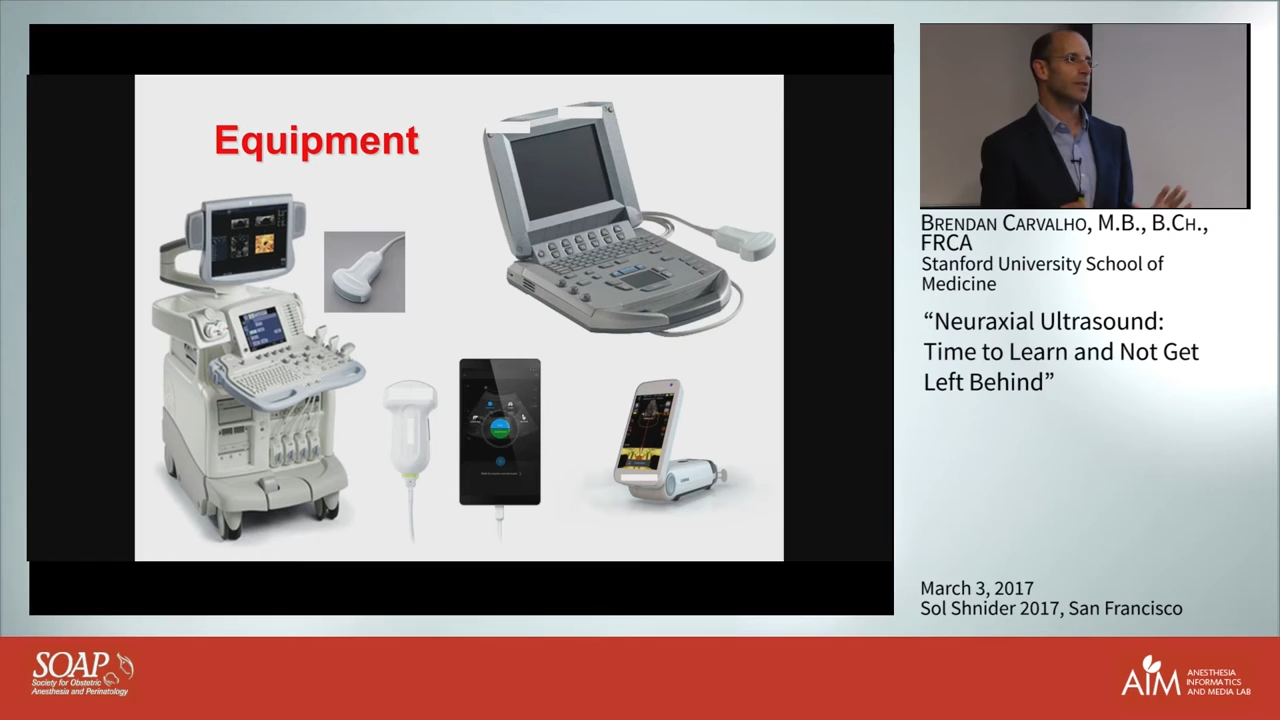 Equipment
BRENDAN CARVALHO, M.B., B.CH.,
FRCA
Stanford University School of
Medicine
“Neuraxial Ultrasound:
Time to Learn and Not Get
Left Behind”
March 3, 2017
Sol Shnider 2017, San Francisco
SOAP
Society for Obstetric
Anesthesia and Perinatology
AIM
ANESTHESIA
INFORMATICS
AND MEDIA LAB